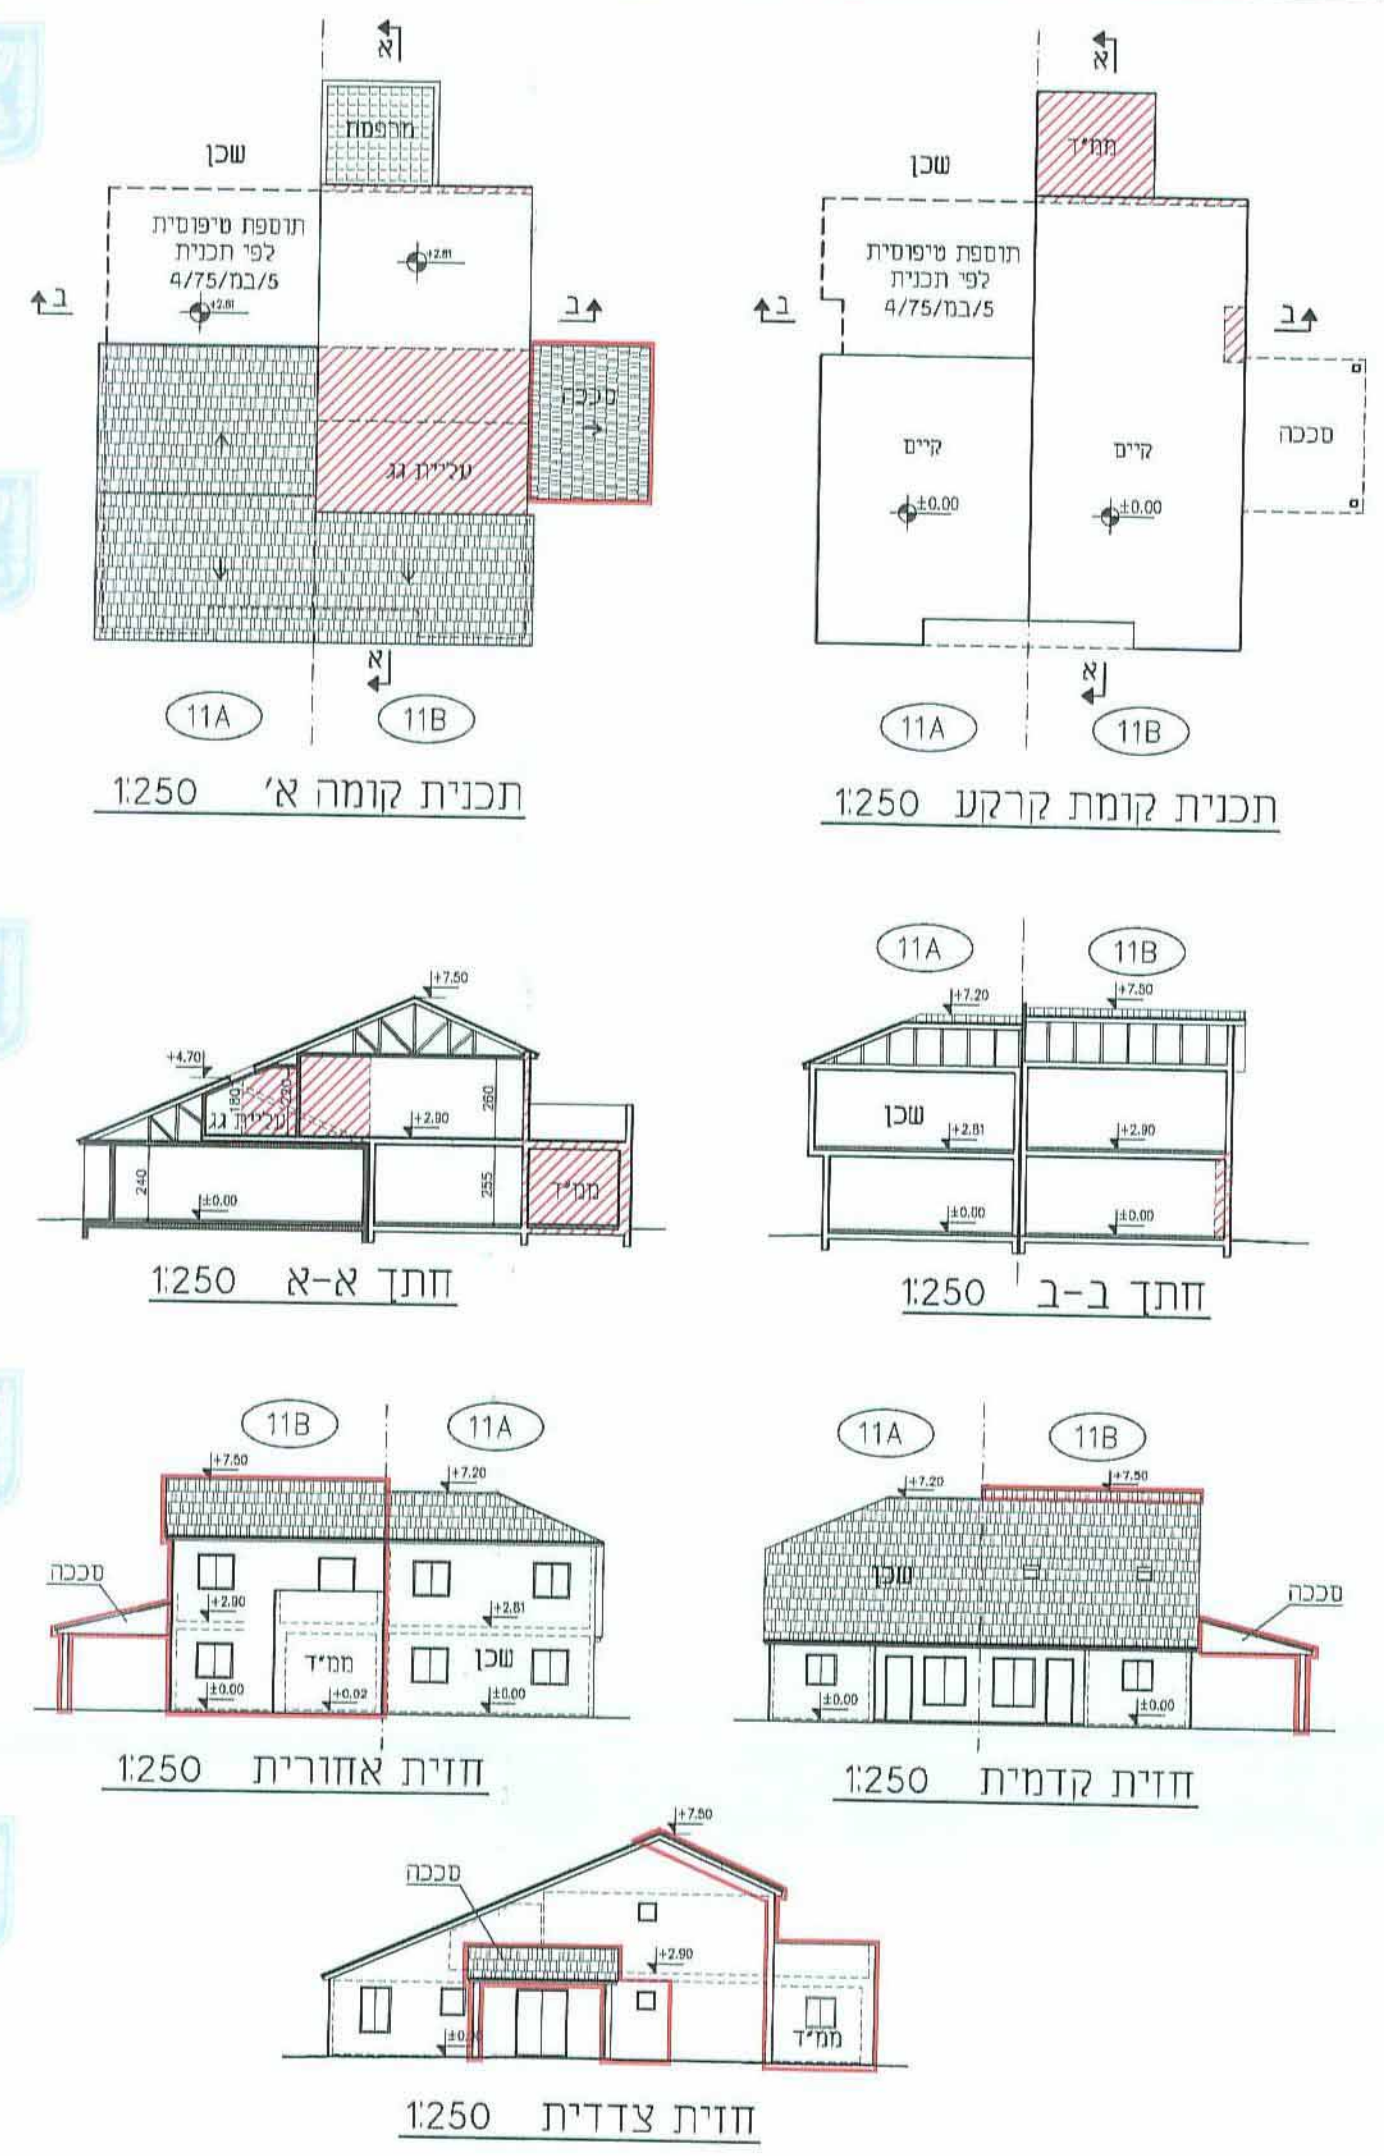 א
א
מרפסת
ממ"ד
שכן
שכן
תוספת טיפוסית
לפי תכנית
4/75/במ/5
+2.81
+2.81
תוספת טיפוסית
לפי תכנית
4/75/במ/5
ב
ב
ב
ב
סככה
עליית גג
קיים
±0.00
קיים
±0.00
סככה
א
א
11A
11B
11A
11B
תכנית קומה א' 1:250
תכנית קומת קרקע 1:250
+7.50
+4.70
180
220
260
עליית גג
+2.90
240
±0.00
255
ממ"ד
חתך א-א 1:250
11A
11B
+7.20
+7.50
שכן
+2.81
+2.90
±0.00
±0.00
חתך ב-ב 1:250
11B
11A
+7.50
+7.20
סככה
+2.90
+2.81
ממ"ד
שכן
±0.00
+0.02
±0.00
חזית אחורית 1:250
11A
11B
+7.20
+7.50
שכן
סככה
±0.00
±0.00
חזית קדמית 1:250
+7.50
סככה
+2.90
ממ"ד
חזית צדדית 1:250